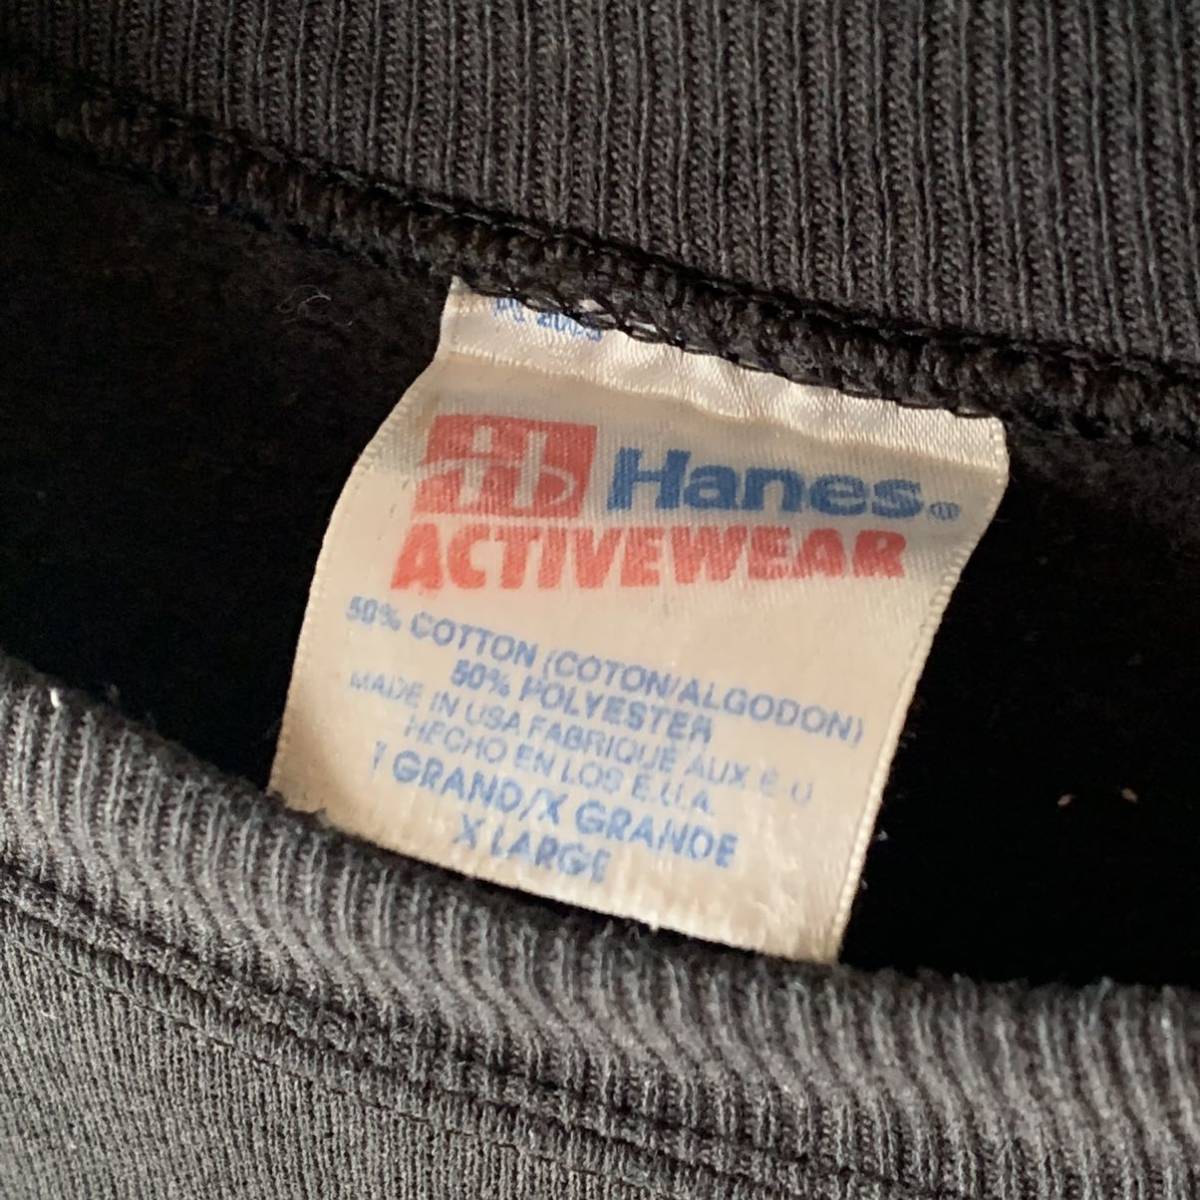 Hanes®
ACTIVEWEAR
50% COTTON (COTON/ALGODON)
50% POLYESTER
MADE IN USA FABRIQUE AUX E U
HECHO EN LOS E.U.A.
GRAND/X GRANDE
X LARGE